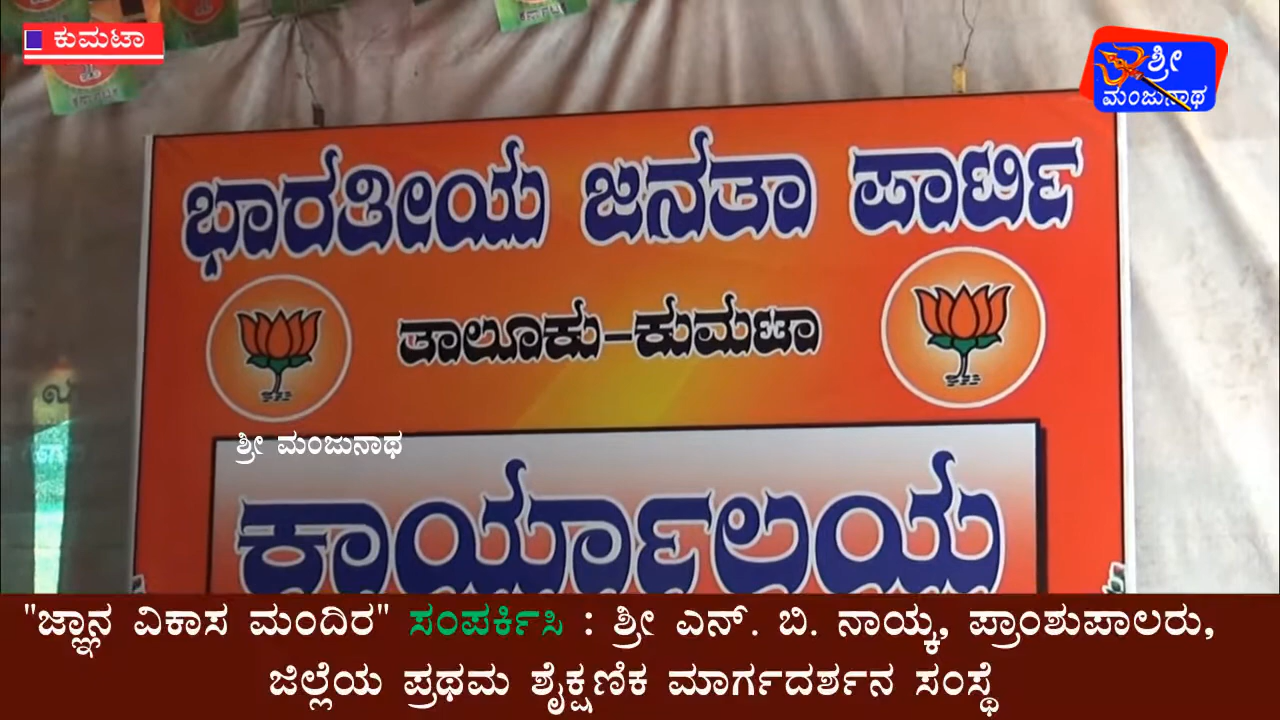 ಕುಮಟಾ
ಶ್ರೀ
ಮಂಜುನಾಥ
ಭಾರತೀಯ ಜನತಾ ಪಾರ್ಟಿ
ತಾಲೂಕು-ಕುಮಟಾ
ಶ್ರೀ ಮಂಜುನಾಥ
ಕಾರ್ಯಾಲಯ
"ಜ್ಞಾನ ವಿಕಾಸ ಮಂದಿರ" ಸಂಪರ್ಕಿಸಿ : ಶ್ರೀ ಎನ್. ಬಿ. ನಾಯ್ಕ, ಪ್ರಾಂಶುಪಾಲರು,
ಜಿಲ್ಲೆಯ ಪ್ರಥಮ ಶೈಕ್ಷಣಿಕ ಮಾರ್ಗದರ್ಶನ ಸಂಸ್ಥೆ